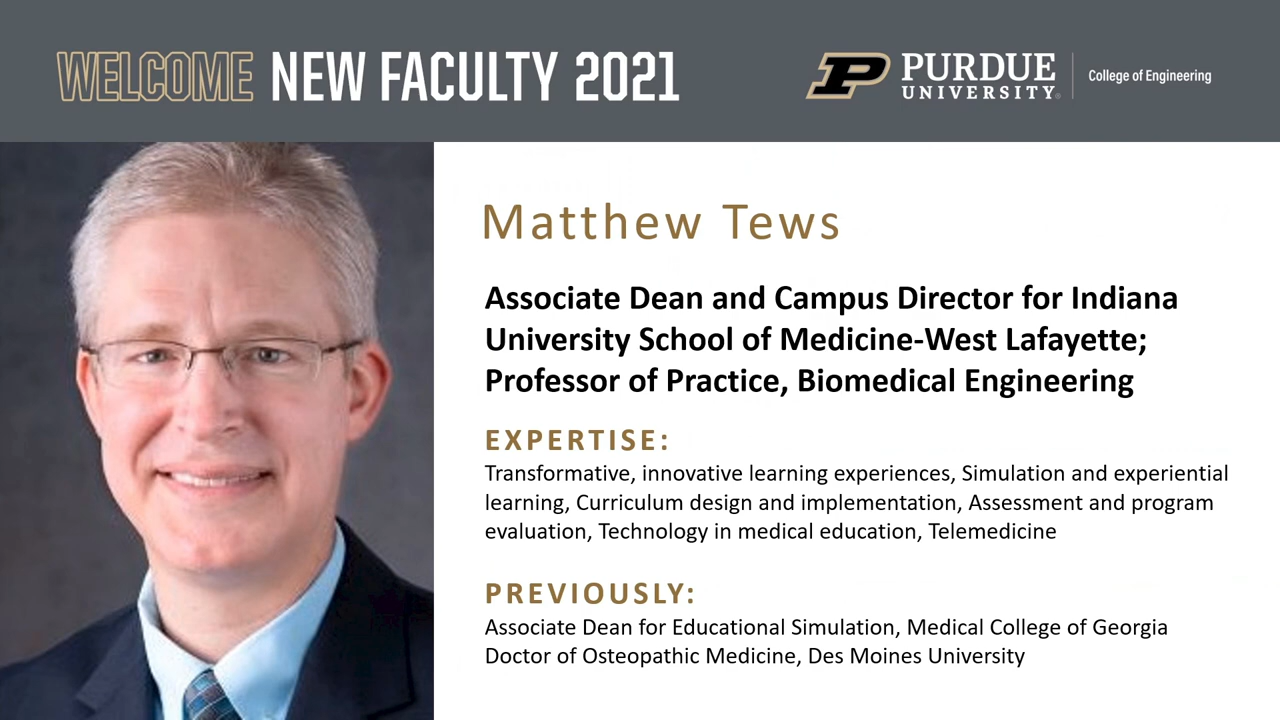 WELCOME NEW FACULTY 2021
PURDUE UNIVERSITY
College of Engineering
Matthew Tews
Associate Dean and Campus Director for Indiana
University School of Medicine-West Lafayette;
Professor of Practice, Biomedical Engineering
EXPERTISE:
Transformative, innovative learning experiences, Simulation and experiential
learning, Curriculum design and implementation, Assessment and program
evaluation, Technology in medical education, Telemedicine
PREVIOUSLY:
Associate Dean for Educational Simulation, Medical College of Georgia
Doctor of Osteopathic Medicine, Des Moines University